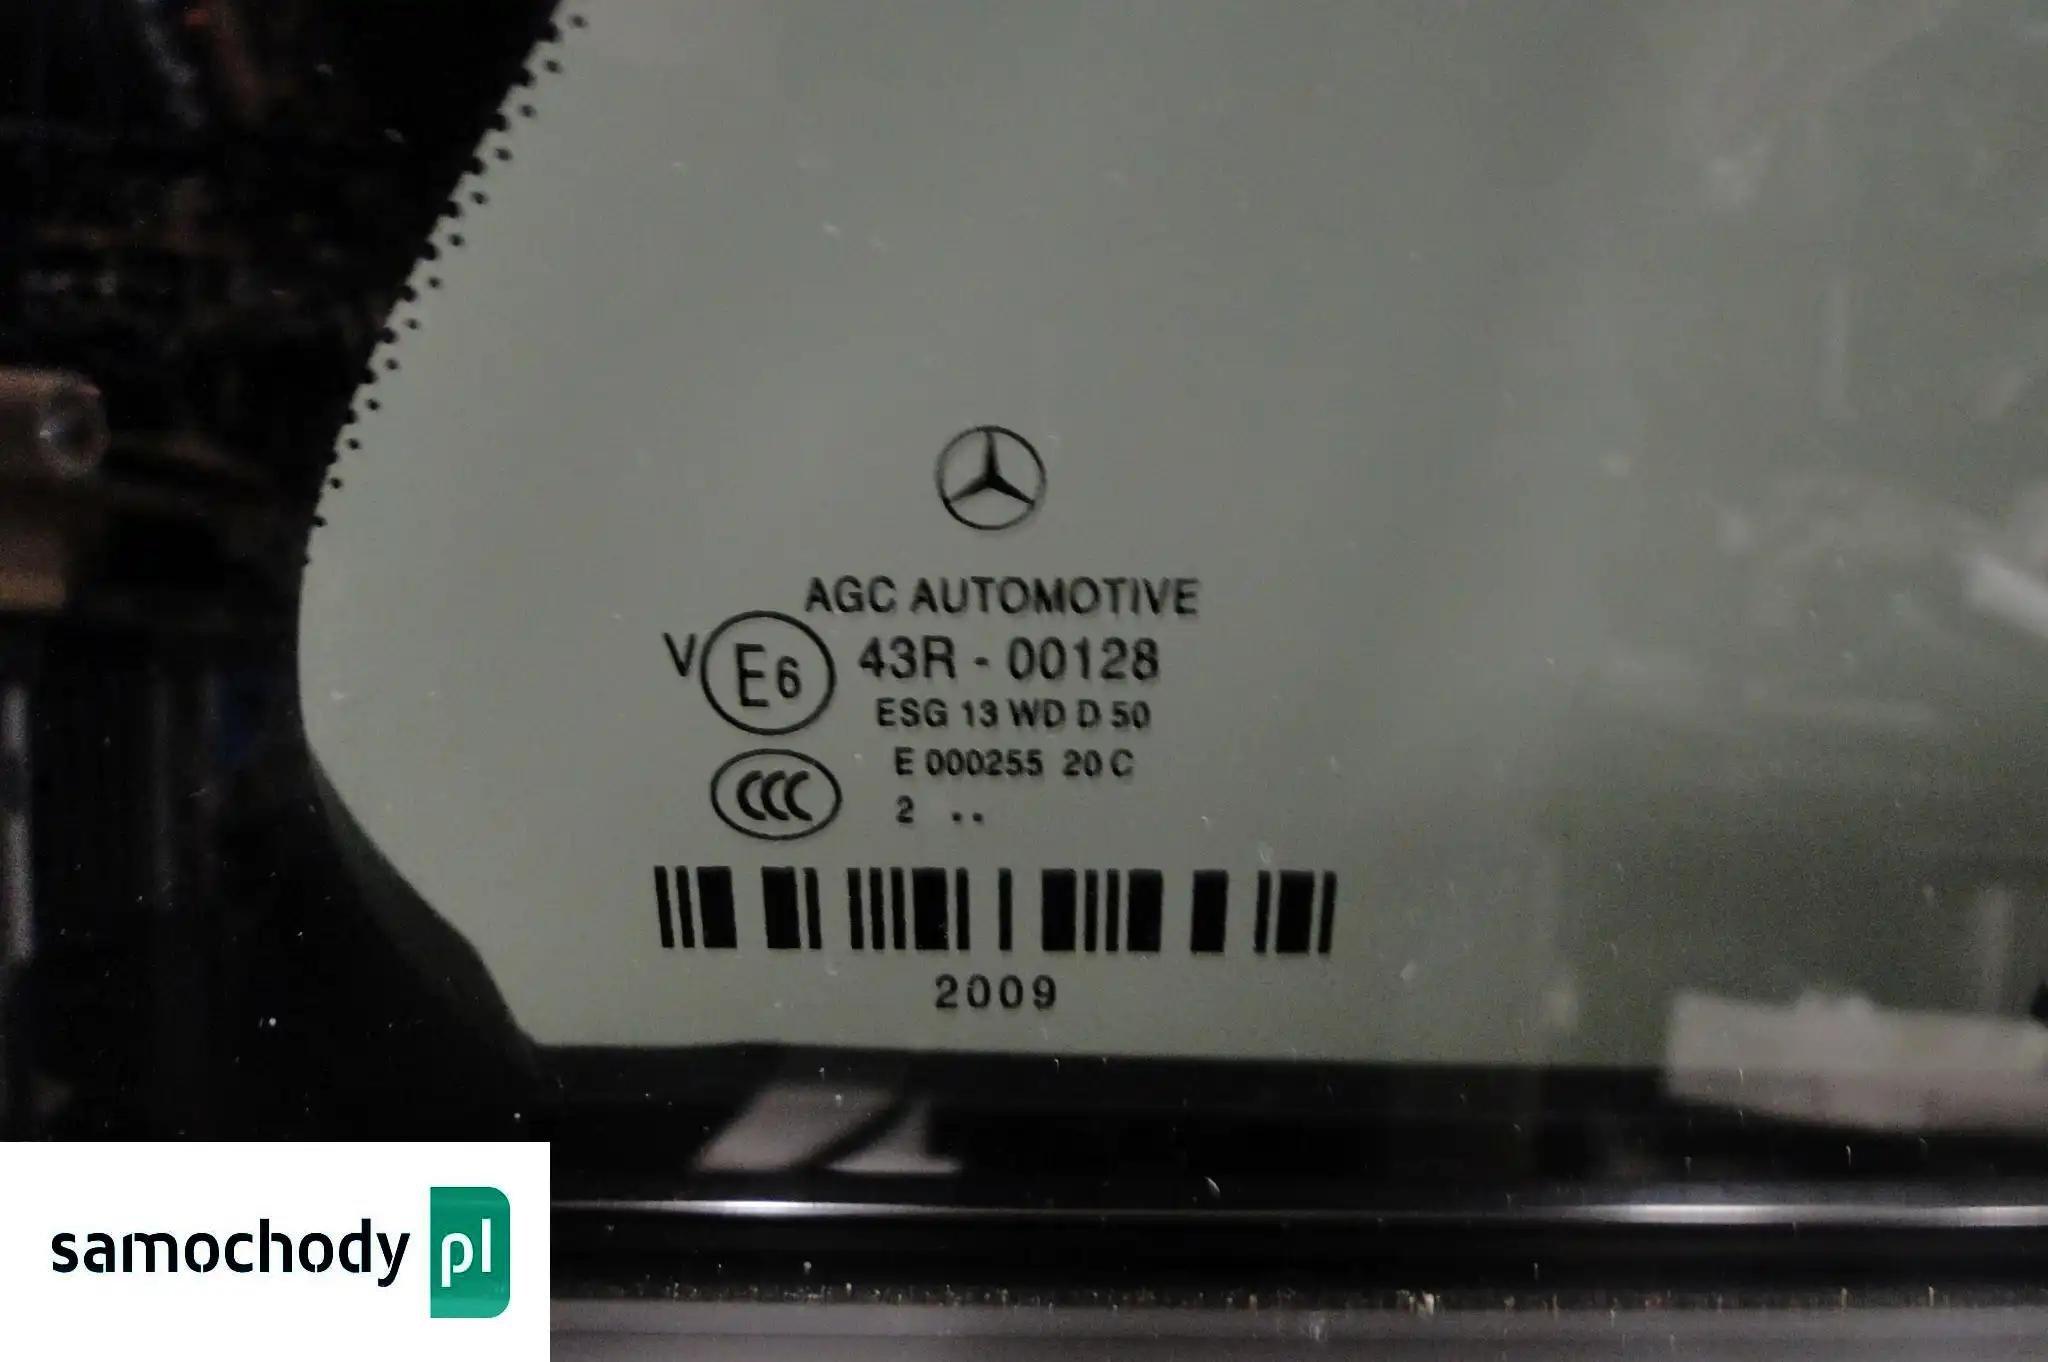 AGC AUTOMOTIVE
V E6 43R - 00128
ESG 13 WD D 50
E 000255 20 C
CCC 2 ..
2009
samochody pl